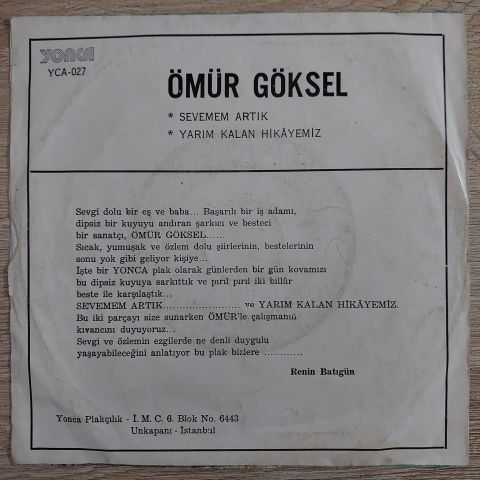 YONCA
YCA-027
ÖMÜR GÖKSEL
* SEVEMEM ARTIK
* YARIM KALAN HİKÂYEMİZ
Sevgi dolu bir eş ve baba... Başarılı bir iş adamı,
dipsiz bir kuyuyu andıran şarkıcı ve besteci
bir sanatçı, ÖMÜR GÖKSEL......
Sıcak, yumuşak ve özlem dolu şiirlerinin, bestelerinin
sonu yok gibi geliyor kişiye...
İşte bir YONCA plak olarak günlerden bir gün kovamızı
bu dipsiz kuyuya sarkıttık ve pırıl pırıl iki billûr
beste ile karşılaştık...
SEVEMEM ARTIK........................ ve YARIM KALAN HİKÂYEMİZ.
Bu iki parçayı size sunarken ÖMÜR'le çalışmanın
kıvancını duyuyoruz...
Sevgi ve özlemin ezgilerde ne denli duygulu
yaşayabileceğini anlatıyor bu plak bizlere ............
Renin Batıgün
Yonca Plakçılık - İ. M. C. 6. Blok No. 6443
Unkapanı - İstanbul